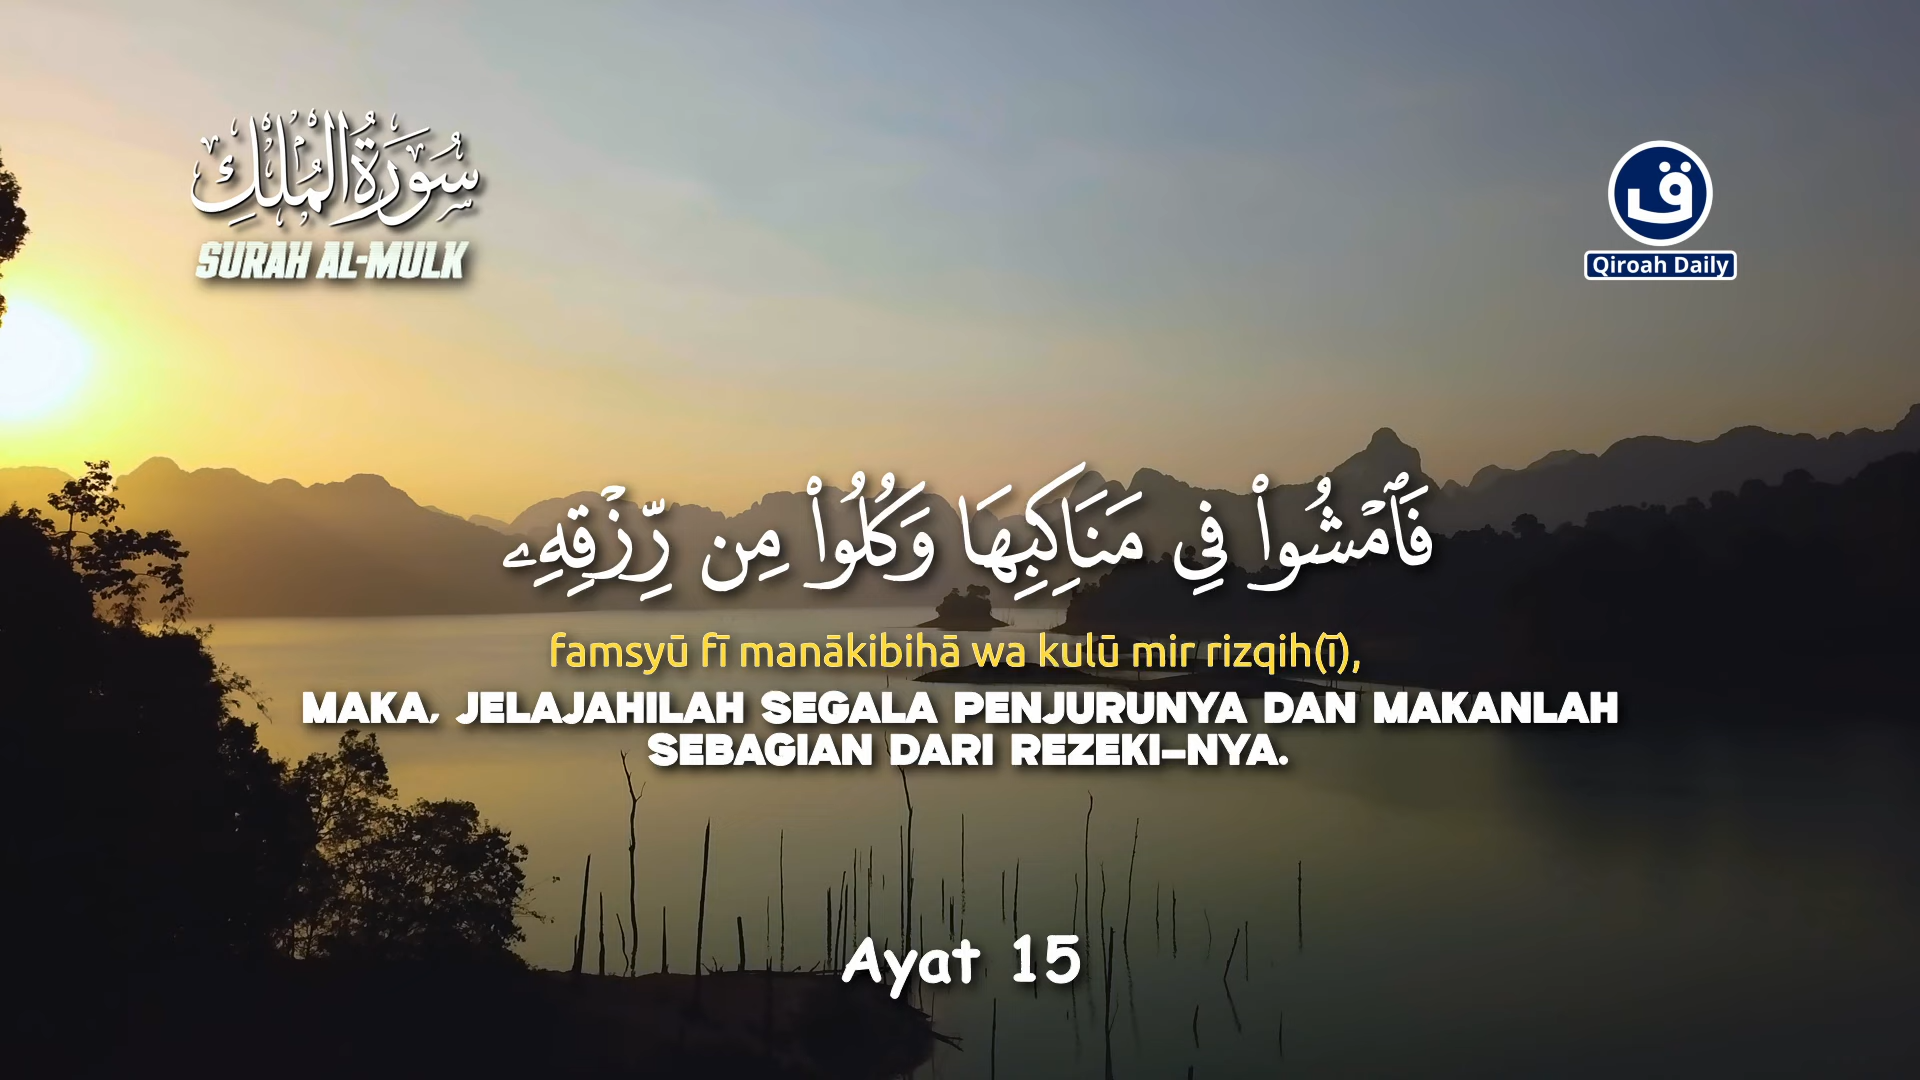 سُورَةُ الْمُلْكِ
SURAH AL-MULK
ق
Qiroah Daily
فَٱمۡشُواْ فِي مَنَاكِبِهَا وَكُلُواْ مِن رِّزۡقِهِۦ
famsyū fī manākibihā wa kulū mir rizqih(ī),
MAKA, JELAJAHILAH SEGALA PENJURUNYA DAN MAKANLAH
SEBAGIAN DARI REZEKI-NYA.
Ayat 15